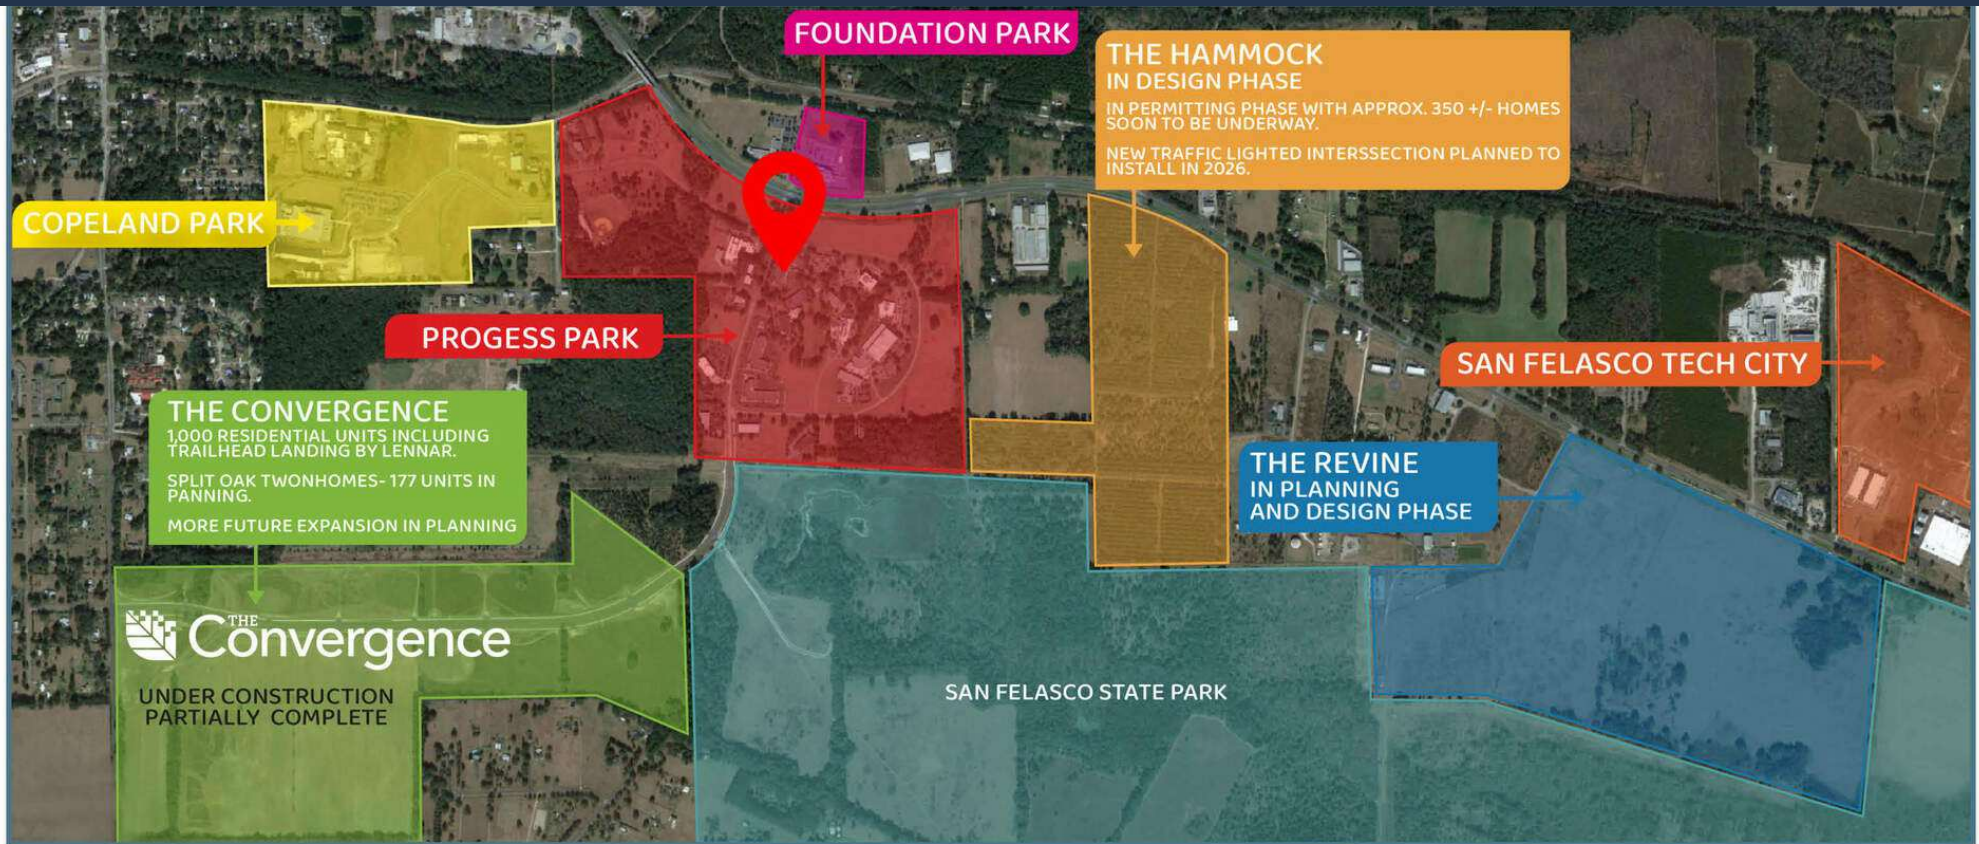 FOUNDATION PARK
THE HAMMOCK
IN DESIGN PHASE
IN PERMITTING PHASE WITH APPROX. 350 +/- HOMES
SOON TO BE UNDERWAY.
NEW TRAFFIC LIGHTED INTERSSECTION PLANNED TO
INSTALL IN 2026.
COPELAND PARK
PROGESS PARK
SAN FELASCO TECH CITY
THE CONVERGENCE
1,000 RESIDENTIAL UNITS INCLUDING
TRAILHEAD LANDING BY LENNAR.
SPLIT OAK TWONHOMES- 177 UNITS IN
PANNING.
MORE FUTURE EXPANSION IN PLANNING
THE REVINE
IN PLANNING
AND DESIGN PHASE
THE
Convergence
UNDER CONSTRUCTION
PARTIALLY COMPLETE
SAN FELASCO STATE PARK